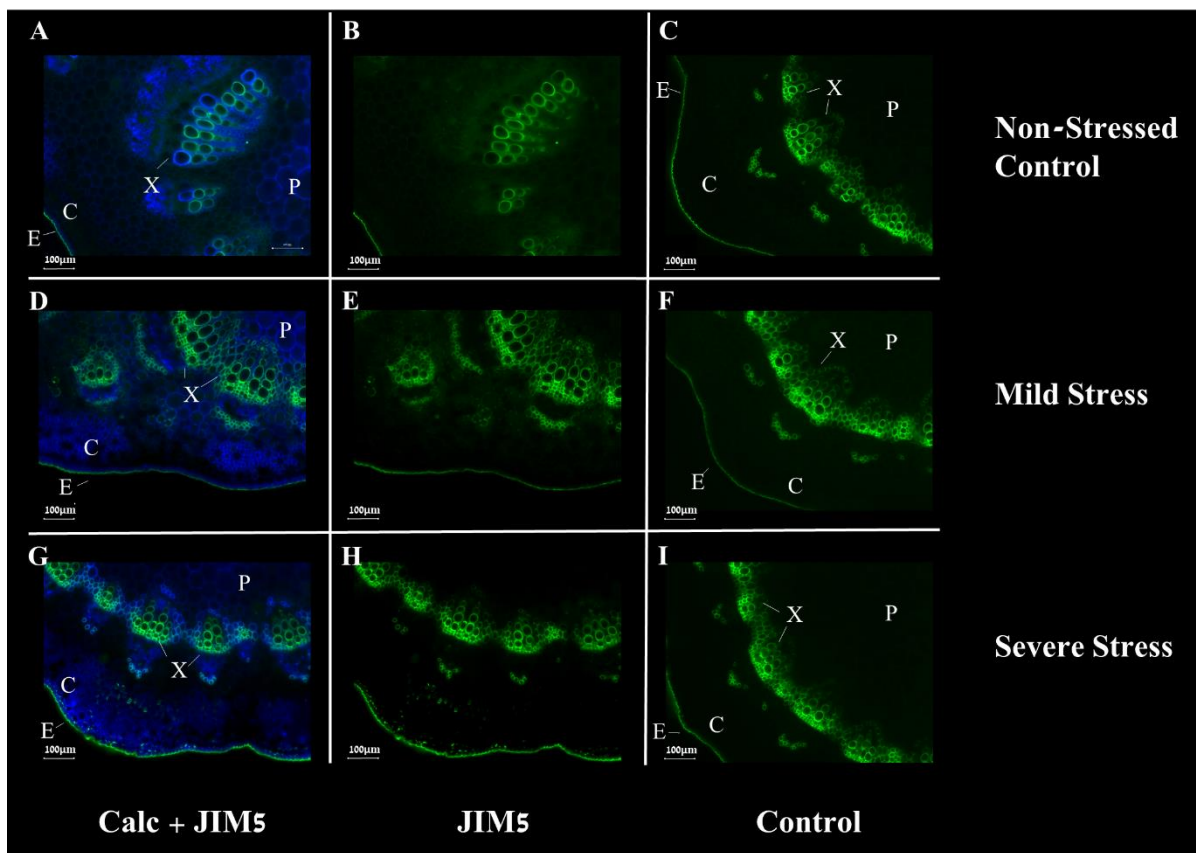 A
B
C
E
X
P
C
X
P
C
E
100µm
100µm
100µm
Non-Stressed
Control
D
E
F
P
X
X
P
C
E
E
C
100µm
100µm
100µm
Mild Stress
G
H
I
P
P
X
X
C
E
C
E
100µm
100µm
100µm
Severe Stress
Calc + JIM5
JIM5
Control